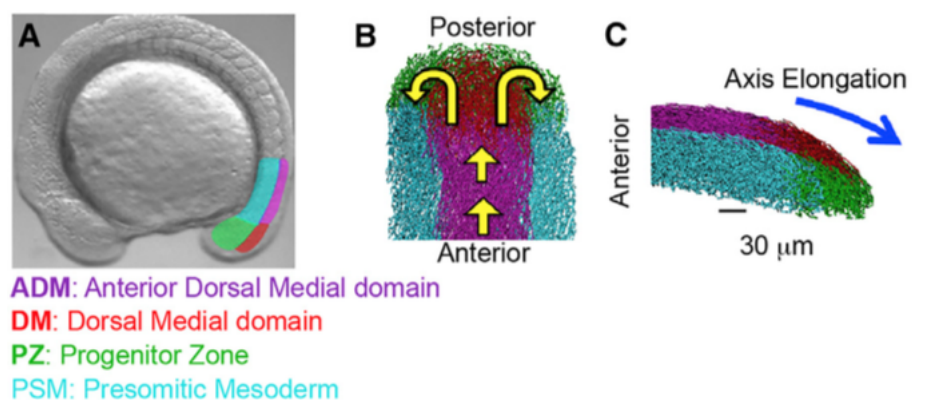 A
B
Posterior
C
Axis Elongation
Anterior
Anterior
30 μm
ADM: Anterior Dorsal Medial domain
DM: Dorsal Medial domain
PZ: Progenitor Zone
PSM: Presomitic Mesoderm